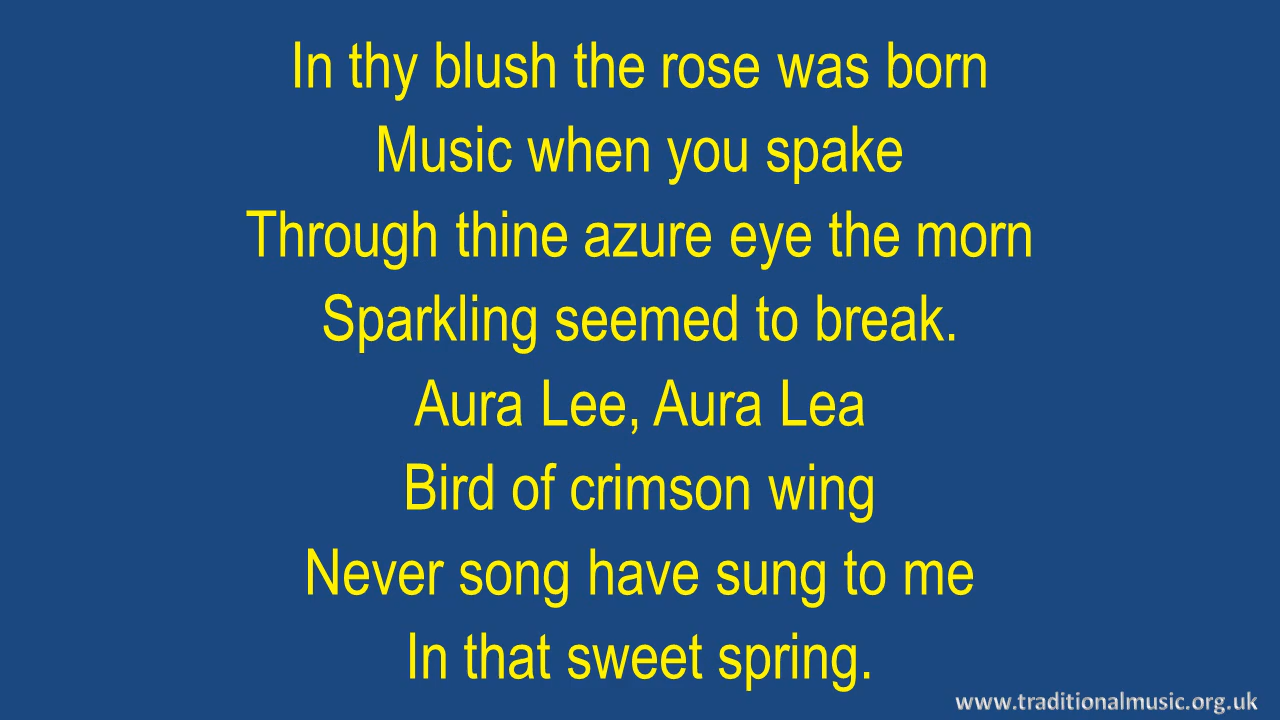 In thy blush the rose was born
Music when you spake
Through thine azure eye the morn
Sparkling seemed to break.
Aura Lee, Aura Lea
Bird of crimson wing
Never song have sung to me
In that sweet spring.
www.traditionalmusic.org.uk